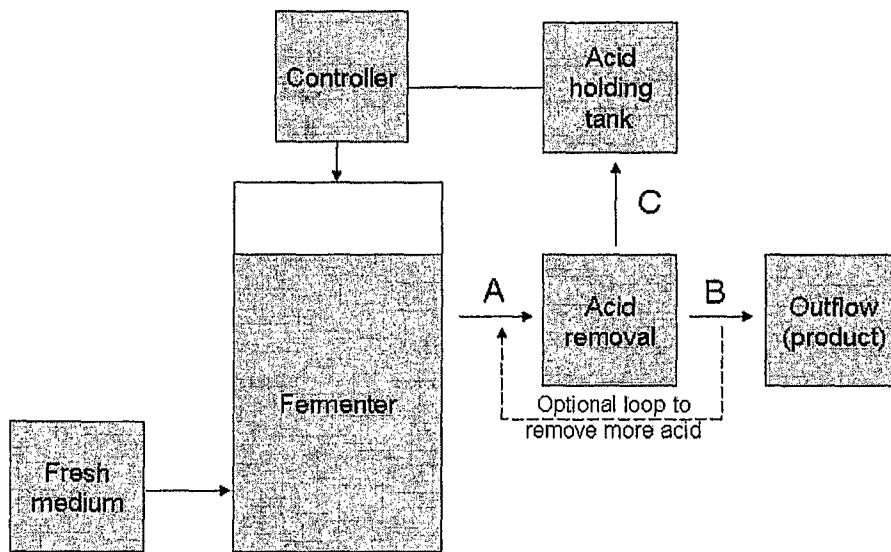 Controller
Acid
holding
tank
C
A
Acid
removal
B
Outflow
(product)
Optional loop to
remove more acid
Fermenter
Fresh
medium